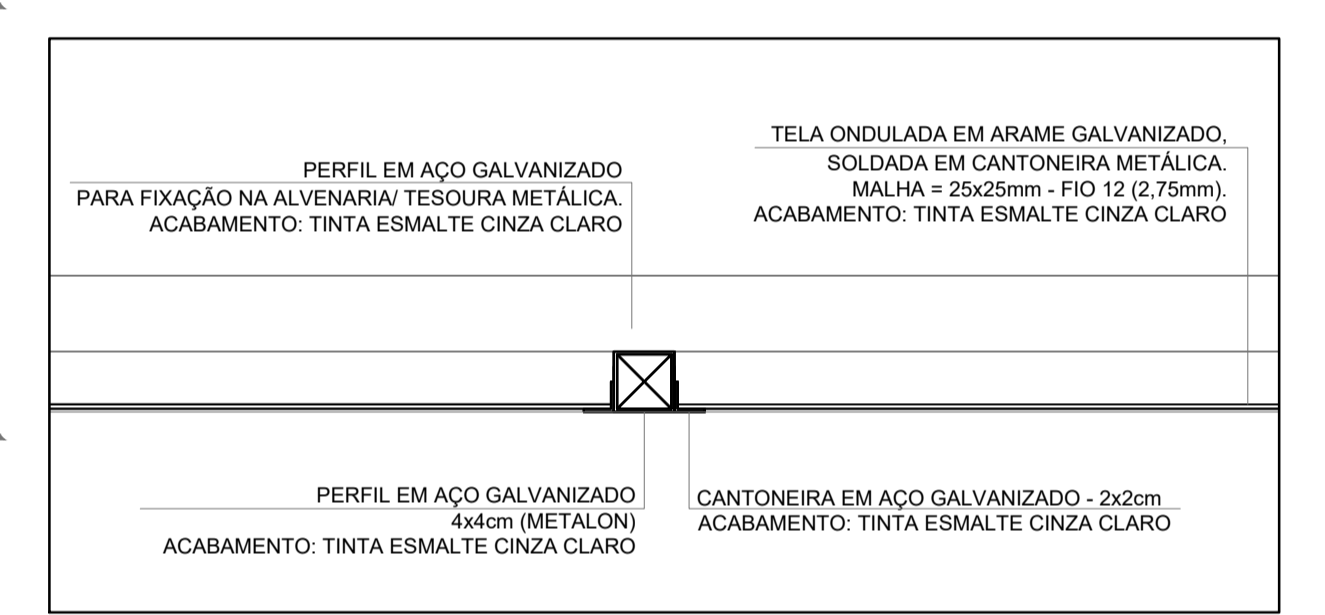 PERFIL EM AÇO GALVANIZADO
PARA FIXAÇÃO NA ALVENARIA/ TESOURA METÁLICA.
ACABAMENTO: TINTA ESMALTE CINZA CLARO
TELA ONDULADA EM ARAME GALVANIZADO,
SOLDADA EM CANTONEIRA METÁLICA.
MALHA = 25x25mm - FIO 12 (2,75mm).
ACABAMENTO: TINTA ESMALTE CINZA CLARO
PERFIL EM AÇO GALVANIZADO
4x4cm (METALON)
ACABAMENTO: TINTA ESMALTE CINZA CLARO
CANTONEIRA EM AÇO GALVANIZADO - 2x2cm
ACABAMENTO: TINTA ESMALTE CINZA CLARO